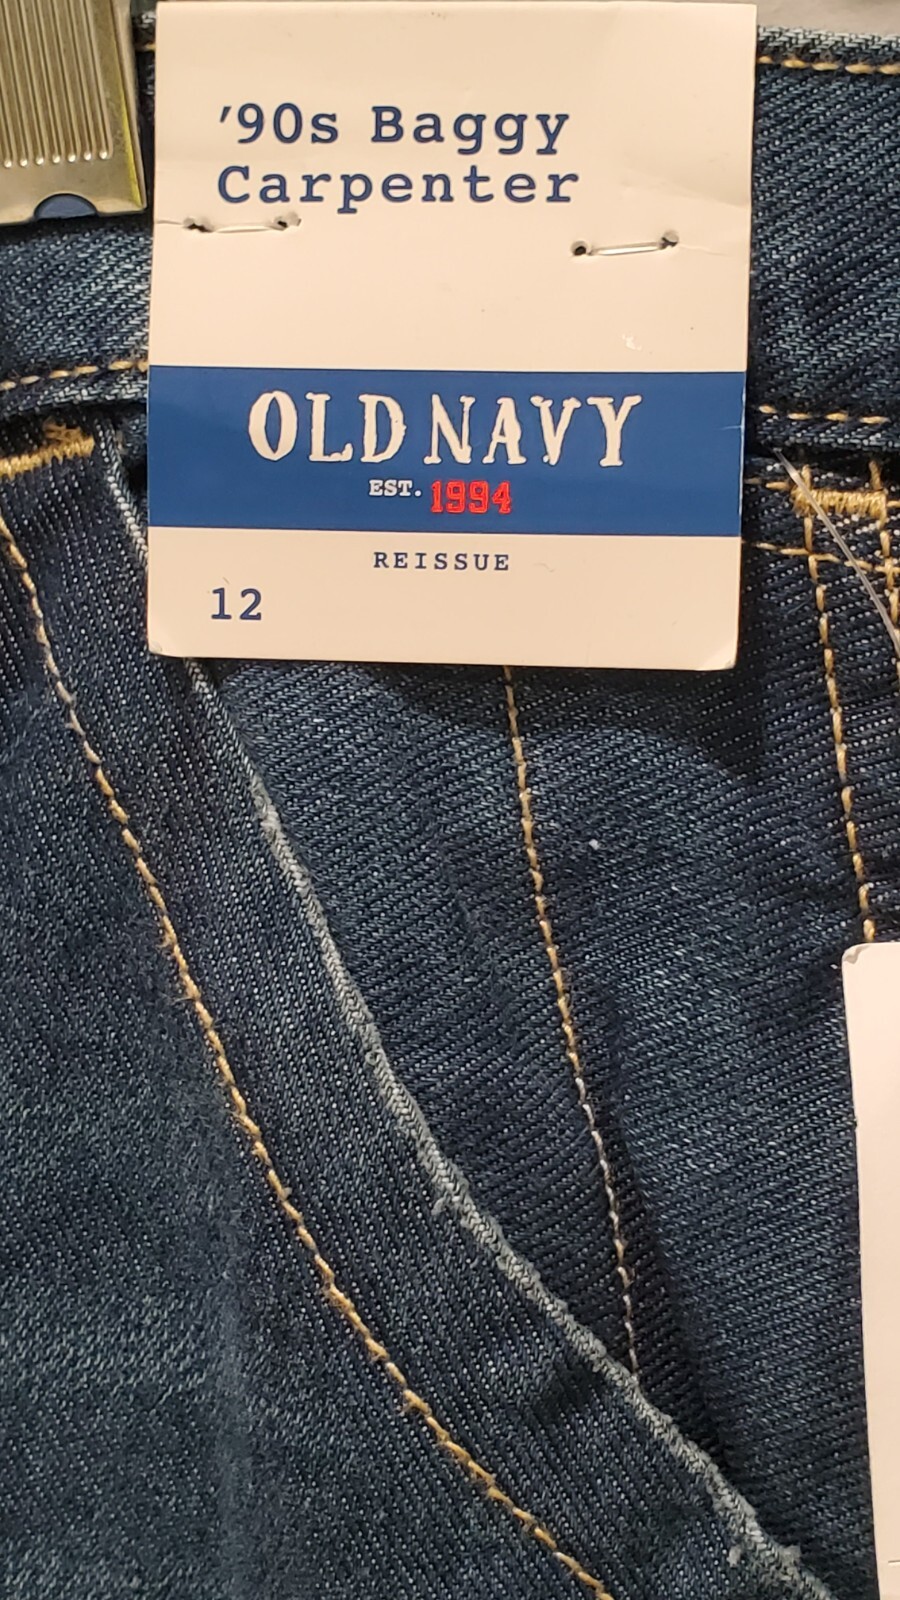 ’90s Baggy
Carpenter
OLD NAVY
EST. 1994
REISSUE
12